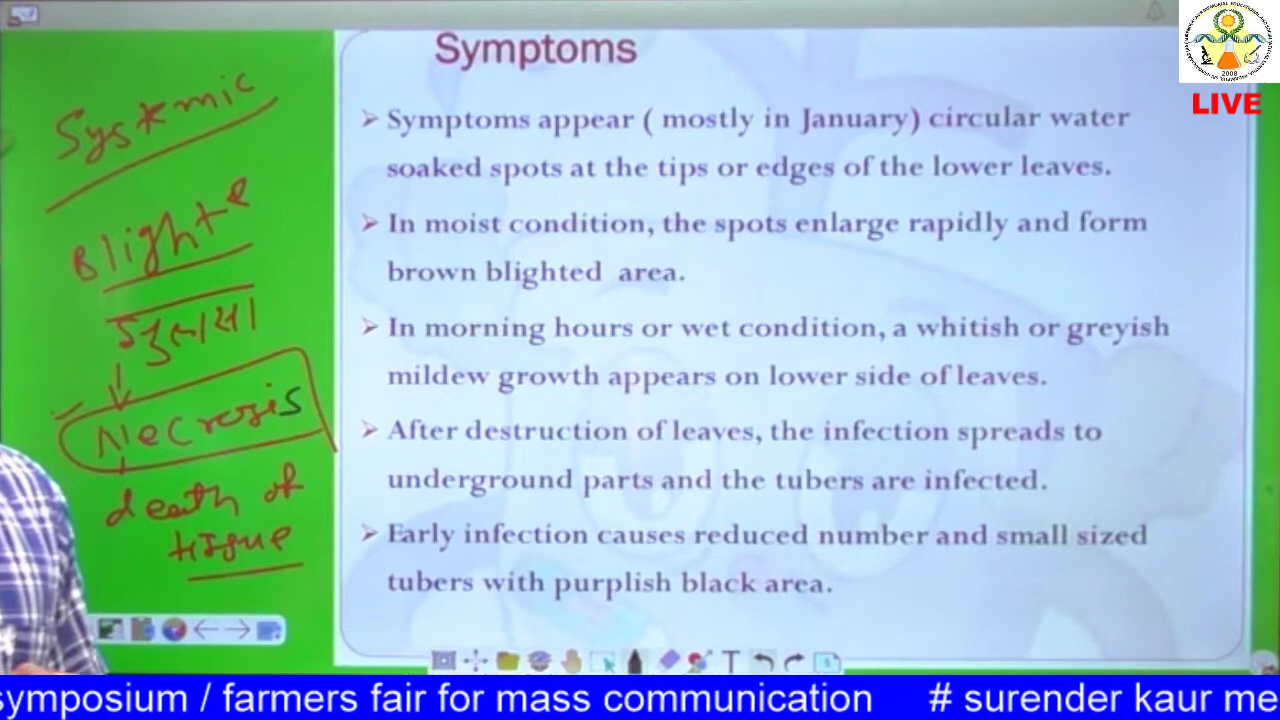 LIVE
2008
Symptoms
➢ Symptoms appear ( mostly in January) circular water
soaked spots at the tips or edges of the lower leaves.
➢ In moist condition, the spots enlarge rapidly and form
brown blighted area.
➢ In morning hours or wet condition, a whitish or greyish
mildew growth appears on lower side of leaves.
➢ After destruction of leaves, the infection spreads to
underground parts and the tubers are infected.
➢ Early infection causes reduced number and small sized
tubers with purplish black area.
Systemic
Blighte
झुलसा
Necrosis
death of
tissue
symposium / farmers fair for mass communication # surender kaur me